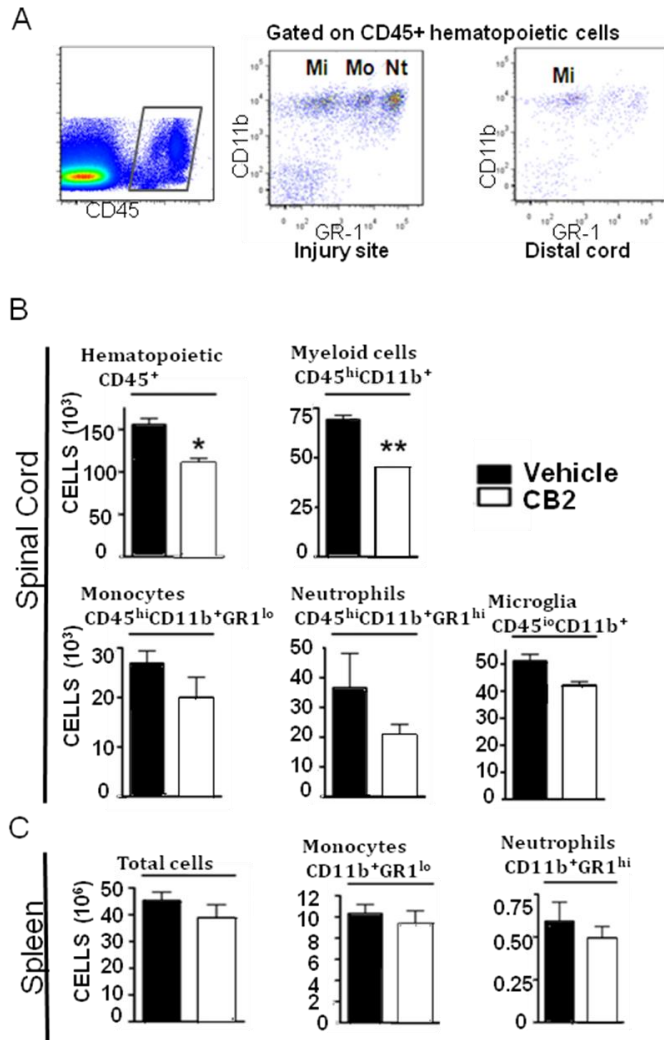 A
Gated on CD45+ hematopoietic cells
Mi Mo Nt
Mi
CD11b
CD11b
CD45
GR-1
GR-1
Injury site
Distal cord
B
Spinal Cord
Hematopoietic
CD45+
CELLS (10³)
150
100
50
0
*
Myeloid cells
CD45hiCD11b+
75
50
25
0
**
Vehicle
CB2
Monocytes
CD45hiCD11b+GR1lo
CELLS (10³)
30
20
10
0
Neutrophils
CD45hiCD11b+GR1hi
50
40
30
20
10
0
Microglia
CD45loCD11b+
50
40
30
20
10
0
C
Spleen
Total cells
CELLS (10⁶)
50
40
30
20
10
0
Monocytes
CD11b+GR1lo
12
10
8
6
4
2
0
Neutrophils
CD11b+GR1hi
0.75
0.50
0.25
0